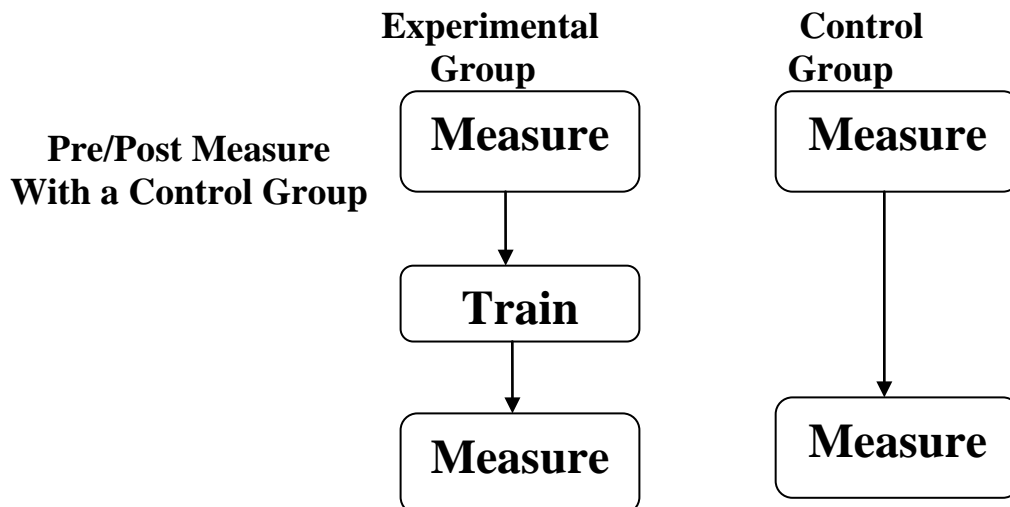 Experimental
Group
Control
Group
Pre/Post Measure
With a Control Group
Measure
Train
Measure
Measure
Measure